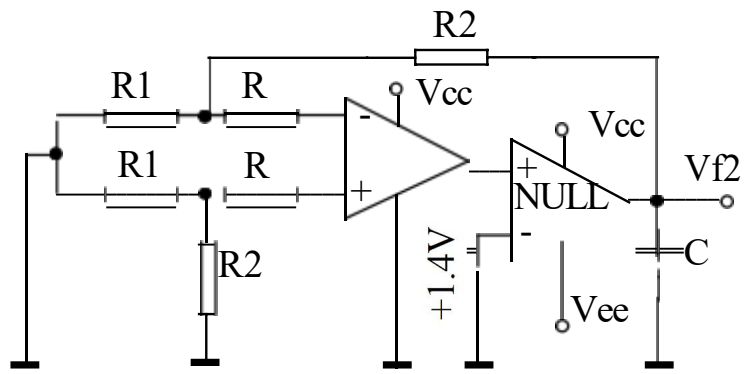 R2
R1
R
Vcc
-
R1
R
+
Vcc
+
NULL
-
Vf2
R2
+1.4V
C
Vee